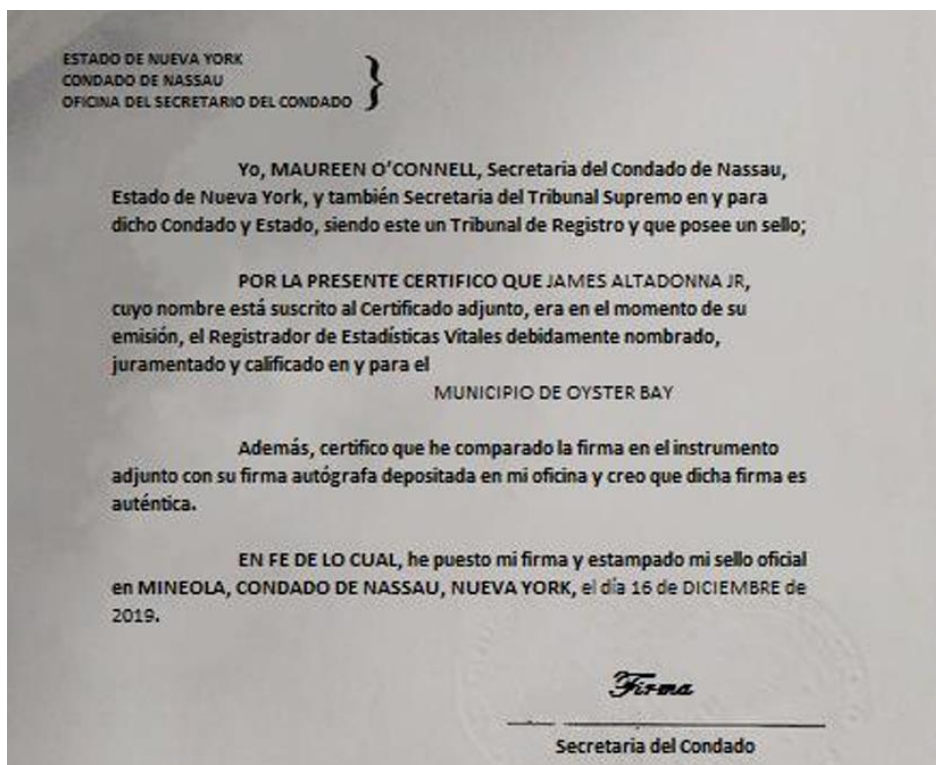 ESTADO DE NUEVA YORK
CONDADO DE NASSAU
OFICINA DEL SECRETARIO DEL CONDADO
Yo, MAUREEN O'CONNELL, Secretaria del Condado de Nassau,
Estado de Nueva York, y también Secretaria del Tribunal Supremo en y para
dicho Condado y Estado, siendo este un Tribunal de Registro y que posee un sello;
POR LA PRESENTE CERTIFICO QUE JAMES ALTADONNA JR,
cuyo nombre está suscrito al Certificado adjunto, era en el momento de su
emisión, el Registrador de Estadísticas Vitales debidamente nombrado,
juramentado y calificado en y para el
MUNICIPIO DE OYSTER BAY
Además, certifico que he comparado la firma en el instrumento
adjunto con su firma autógrafa depositada en mi oficina y creo que dicha firma es
auténtica.
EN FE DE LO CUAL, he puesto mi firma y estampado mi sello oficial
en MINEOLA, CONDADO DE NASSAU, NUEVA YORK, el día 16 de DICIEMBRE de
2019.
Firma
Secretaria del Condado